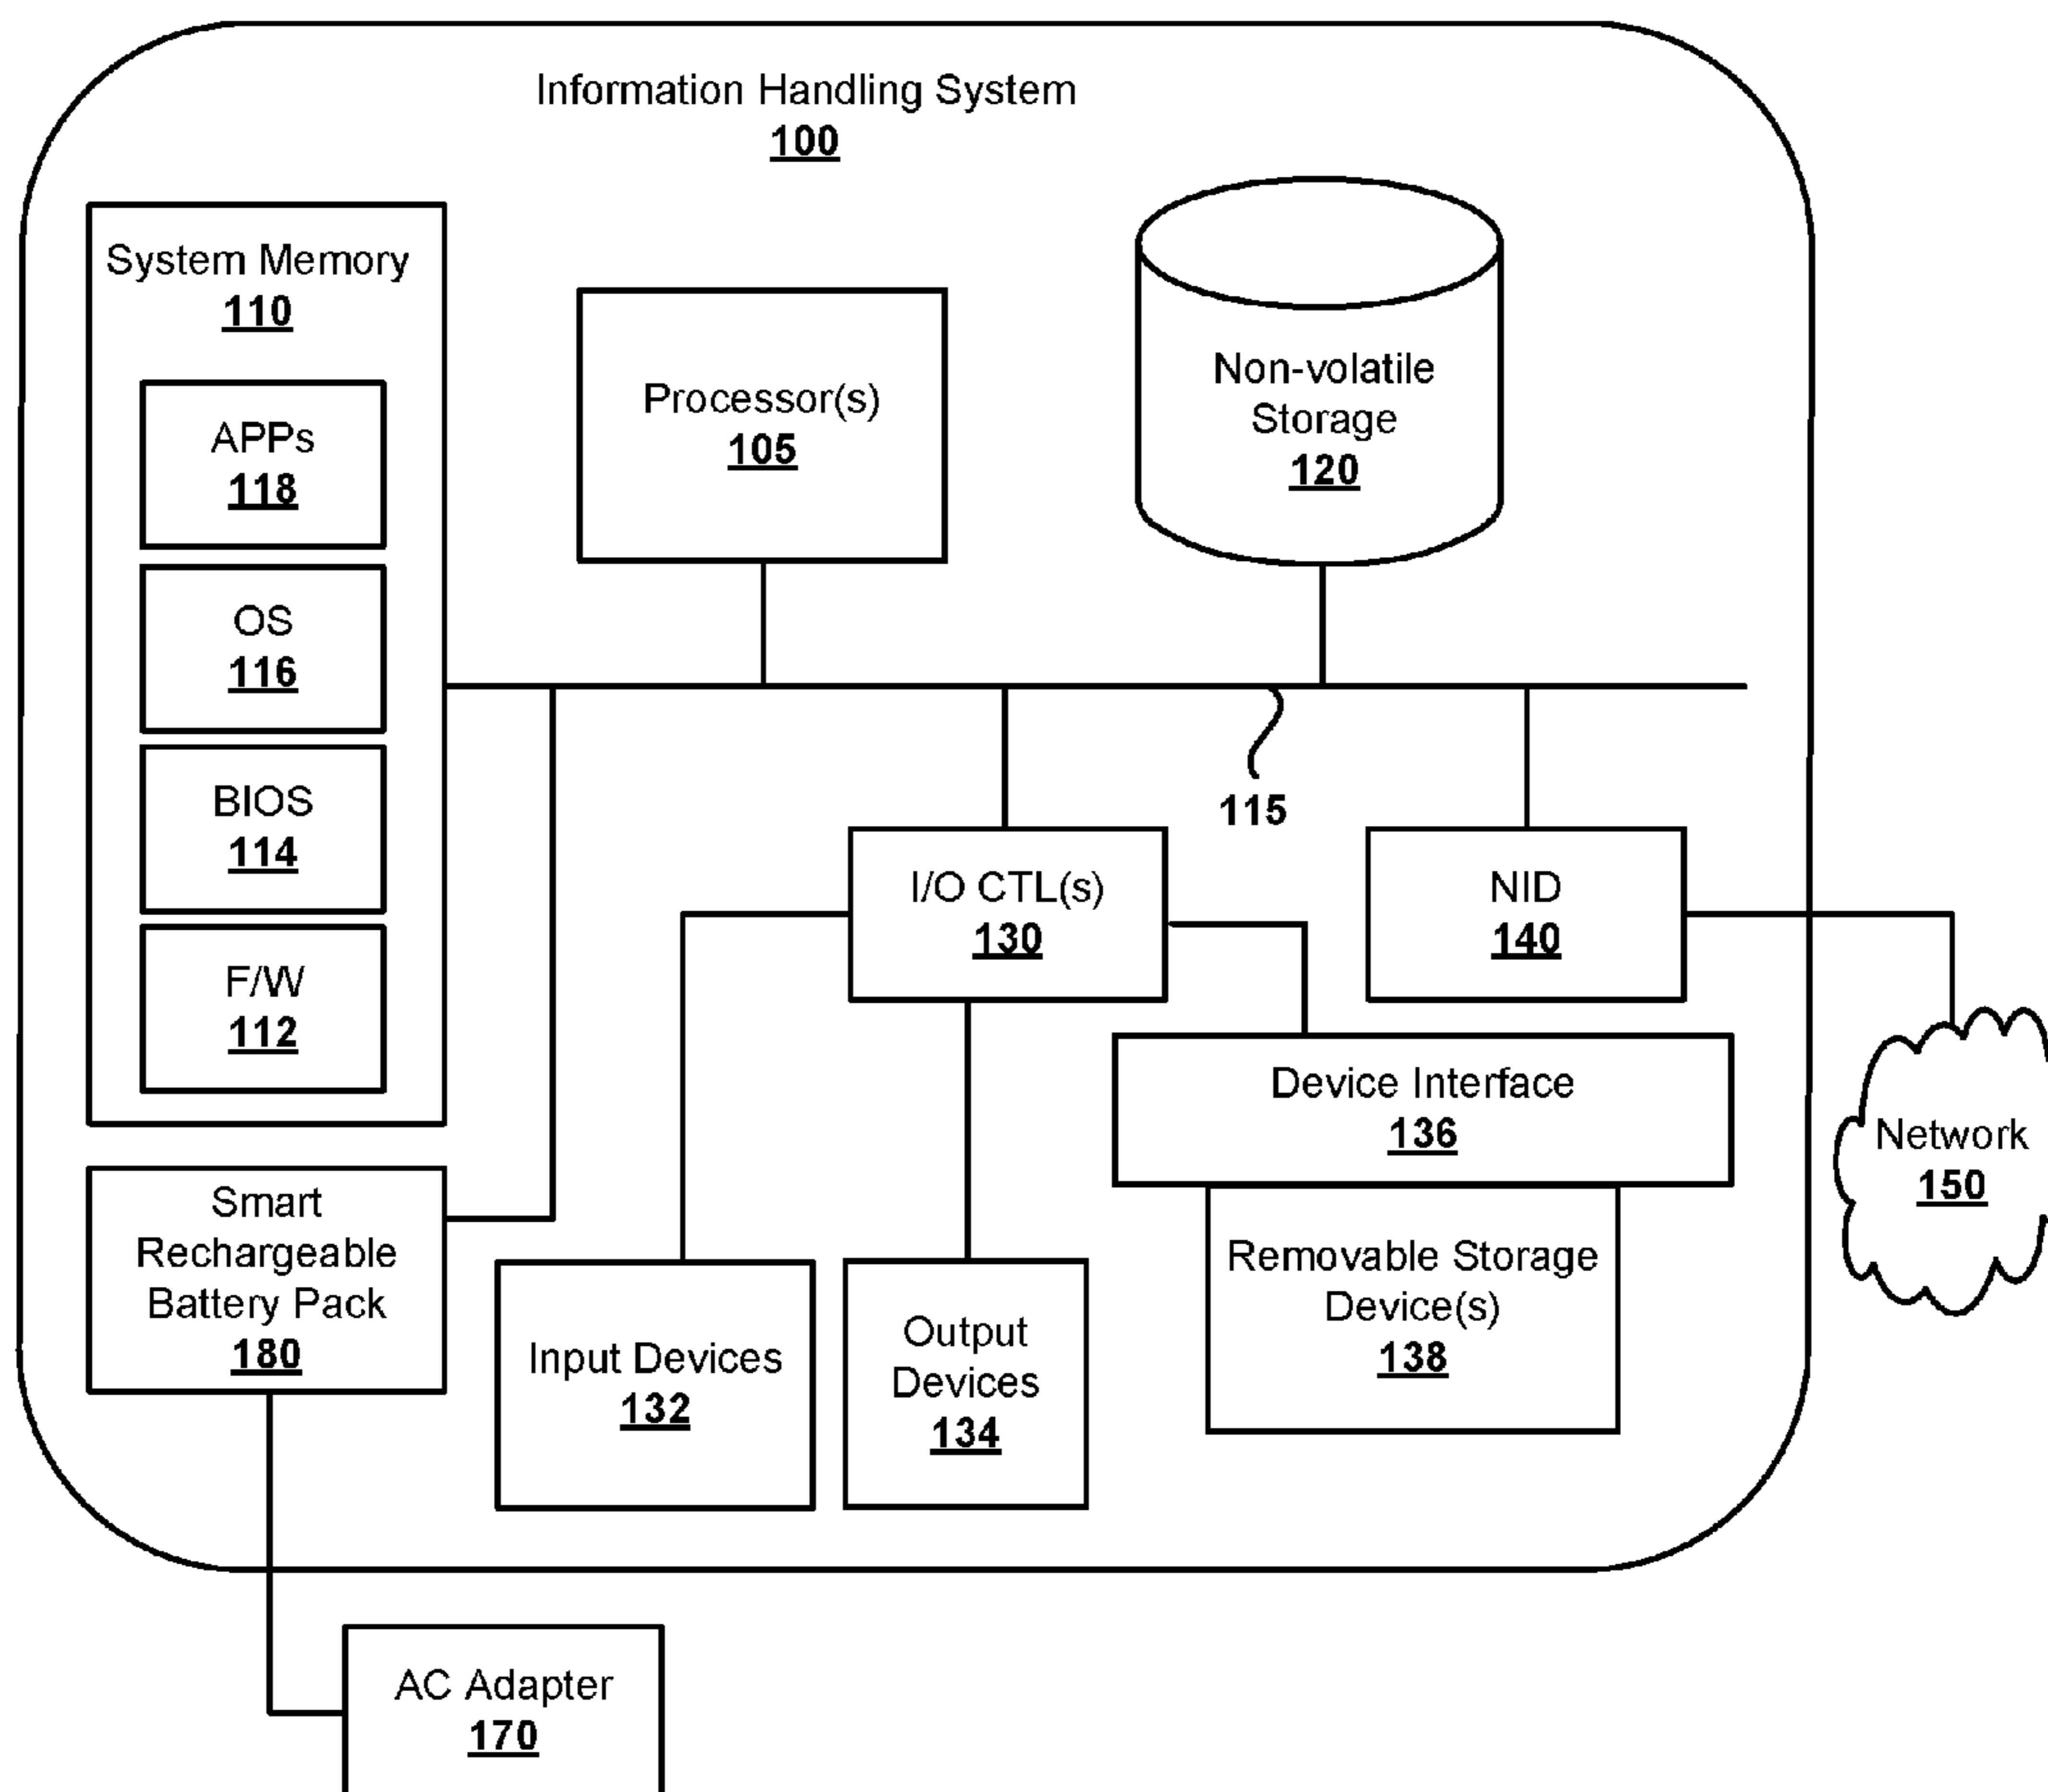 Information Handling System
100
System Memory
110
APPs
118
OS
116
BIOS
114
F/W
112
Processor(s)
105
Non-volatile
Storage
120
115
I/O CTL(s)
130
NID
140
Device Interface
136
Removable Storage
Device(s)
138
Network
150
Smart
Rechargeable
Battery Pack
180
Input Devices
132
Output
Devices
134
AC Adapter
170